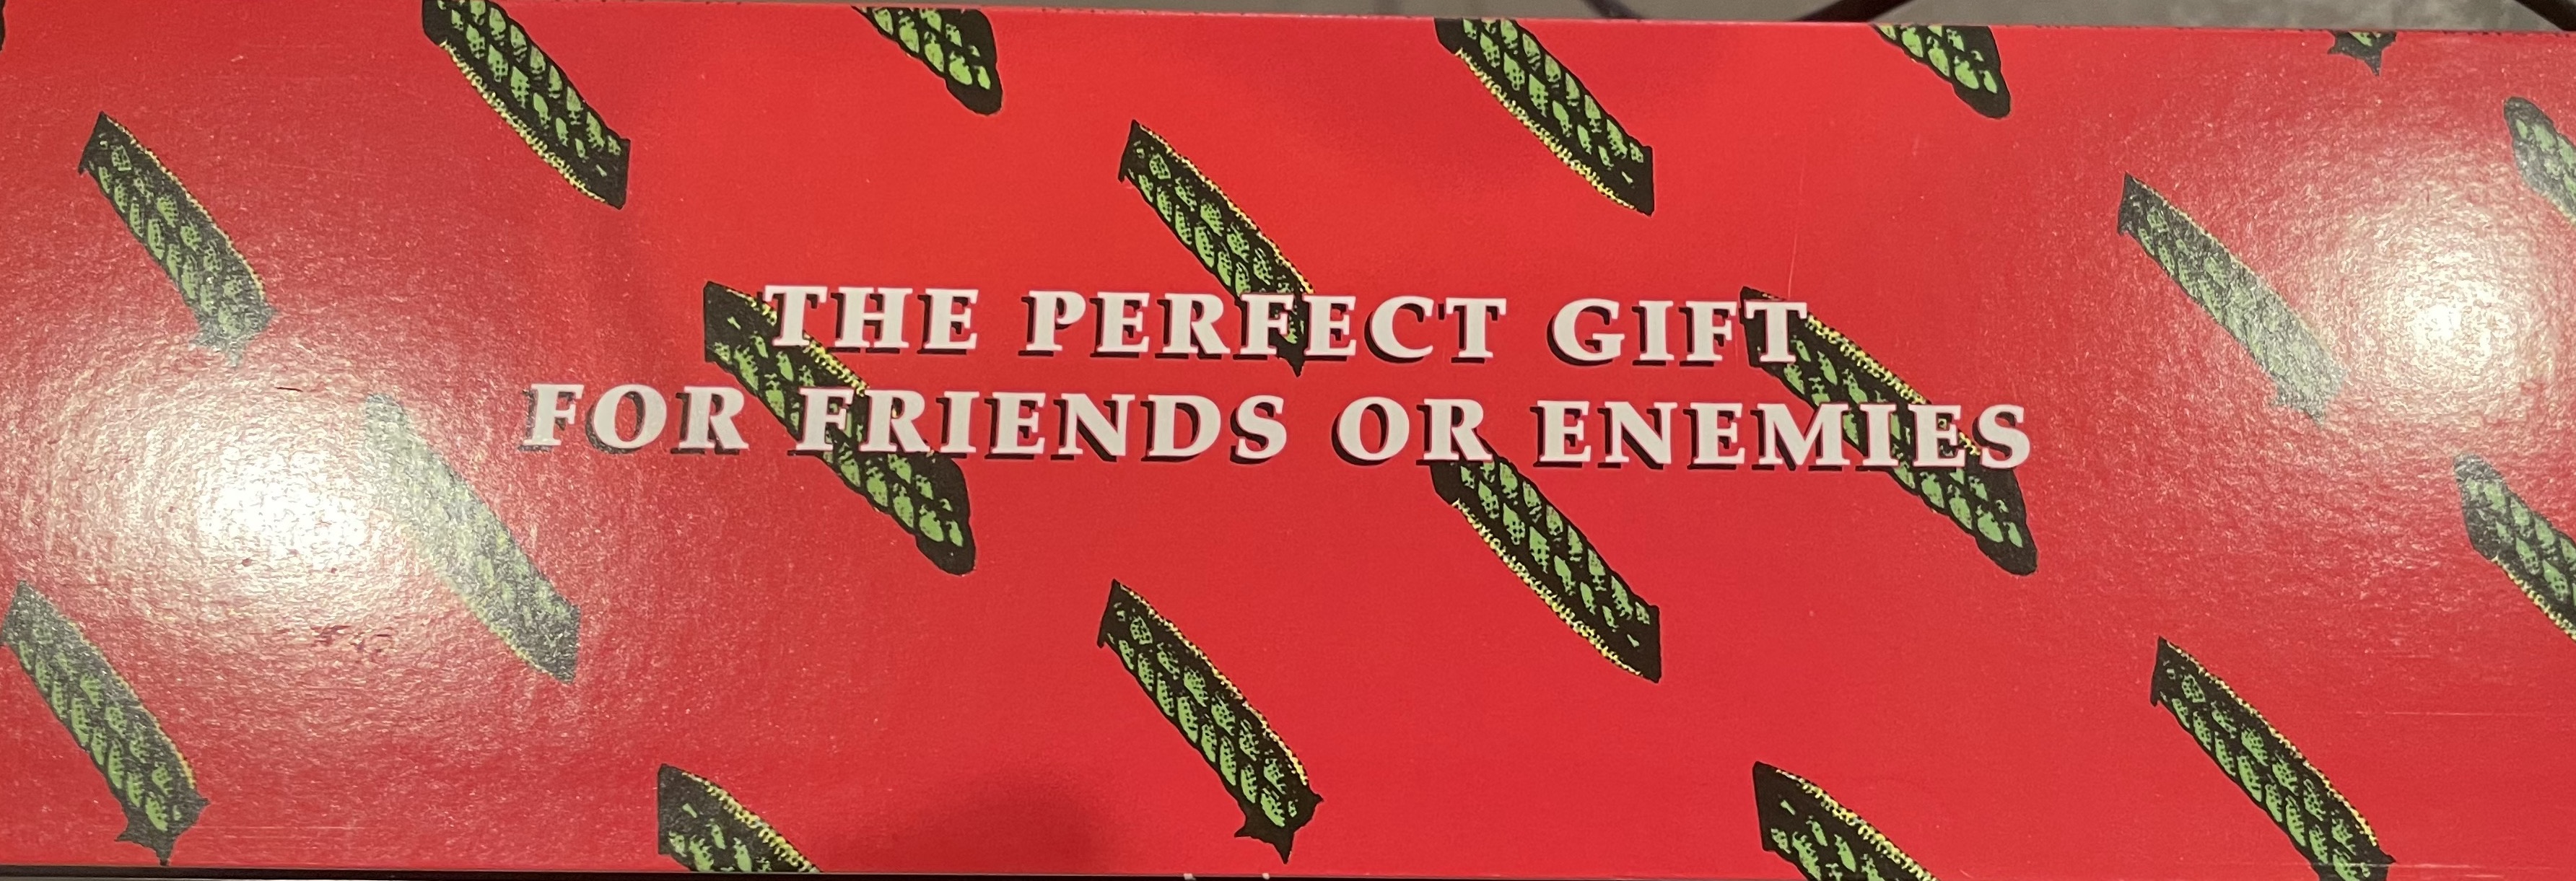 THE PERFECT GIFT
FOR FRIENDS OR ENEMIES